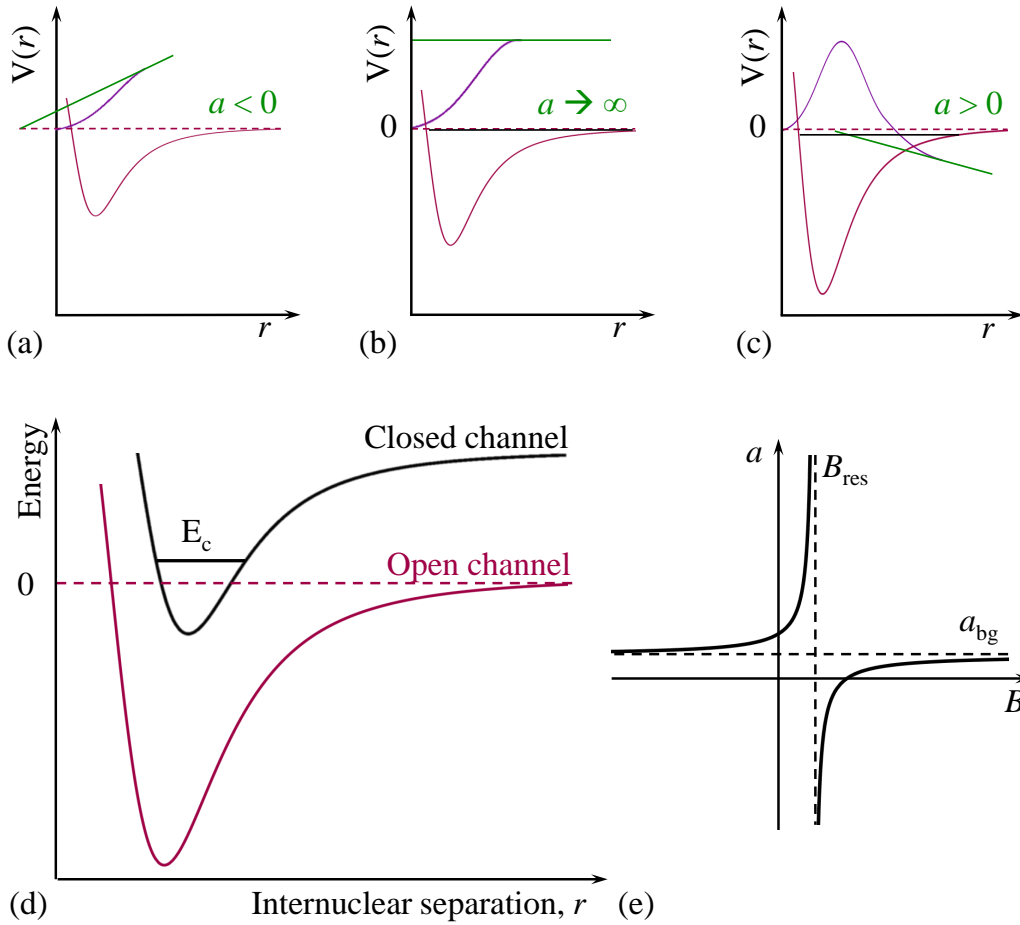 V(r)
a < 0
r
(a)
V(r)
0
a → ∞
r
(b)
V(r)
0
a > 0
r
(c)
Energy
Closed channel
E_c
Open channel
0
(d)
Internuclear separation, r
a
B_res
a_bg
B
(e)